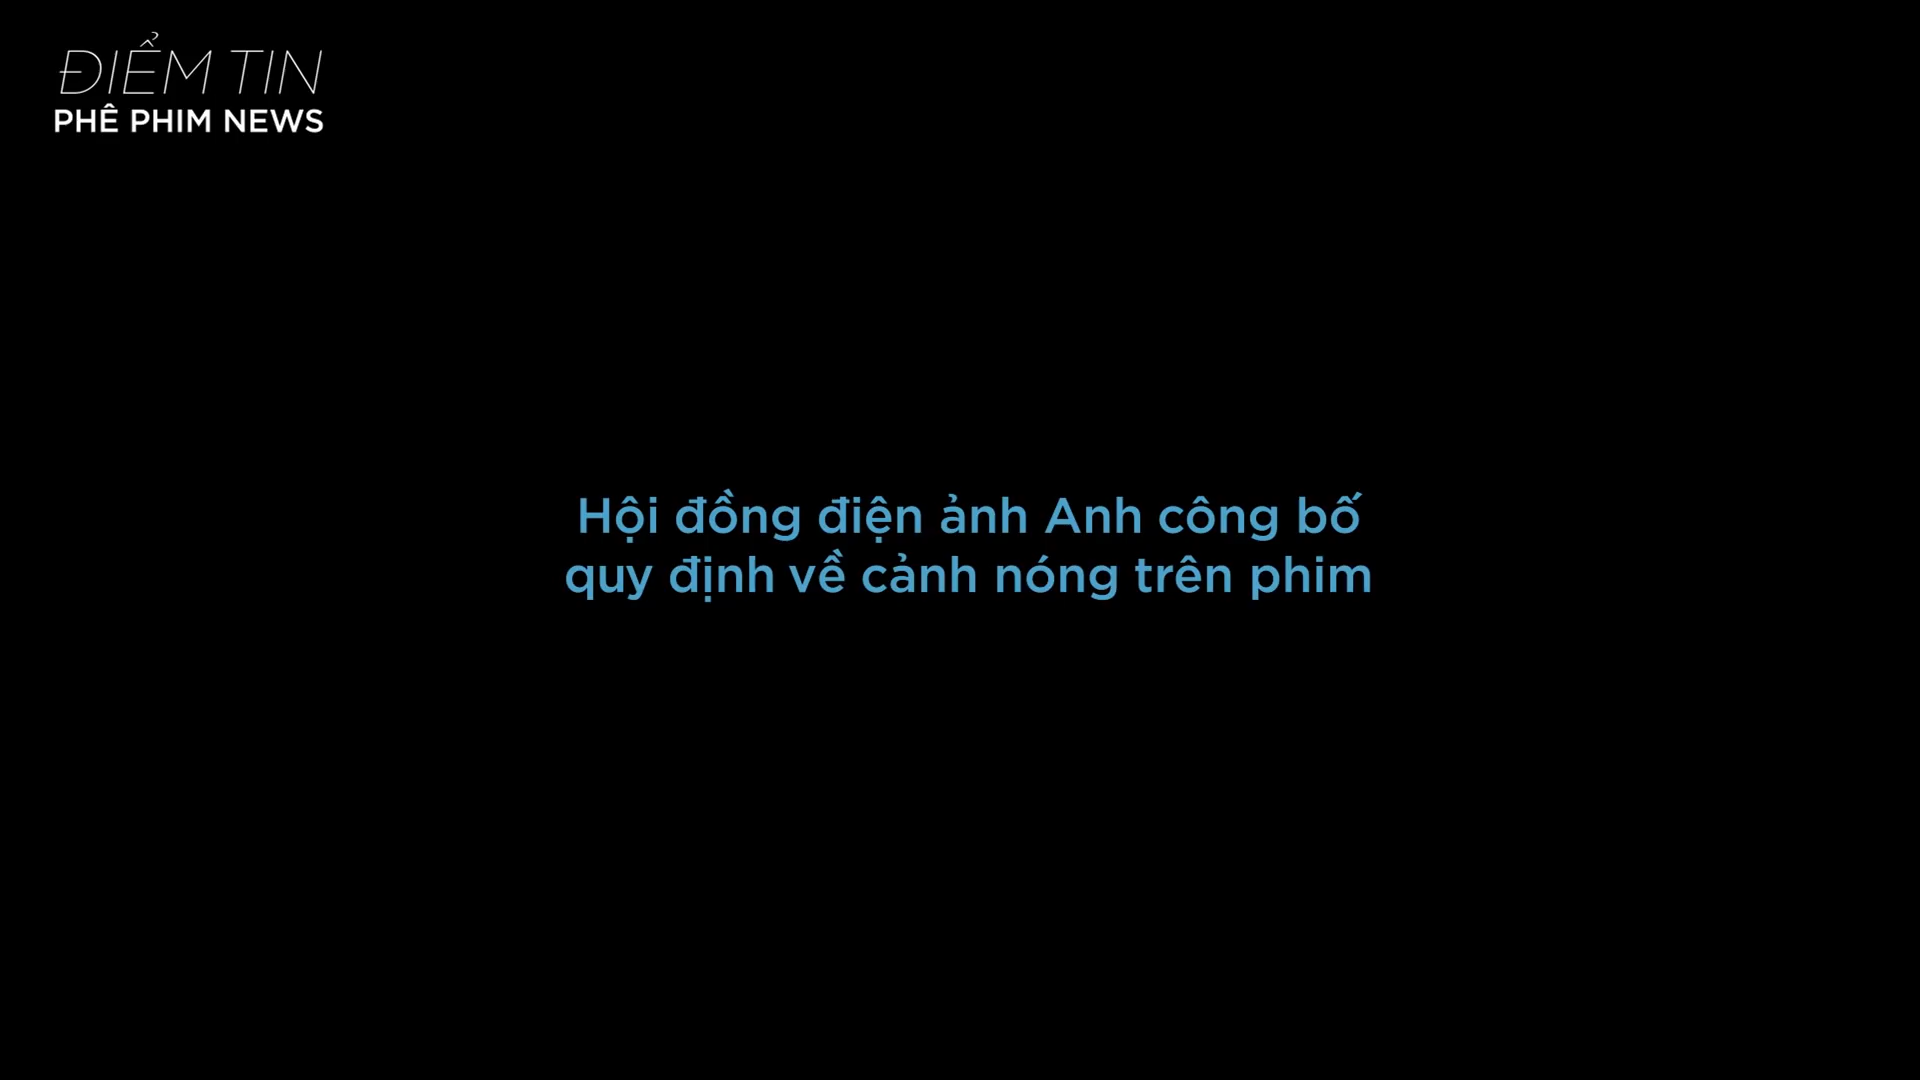 ĐIỂM TIN
PHÊ PHIM NEWS
Hội đồng điện ảnh Anh công bố
quy định về cảnh nóng trên phim